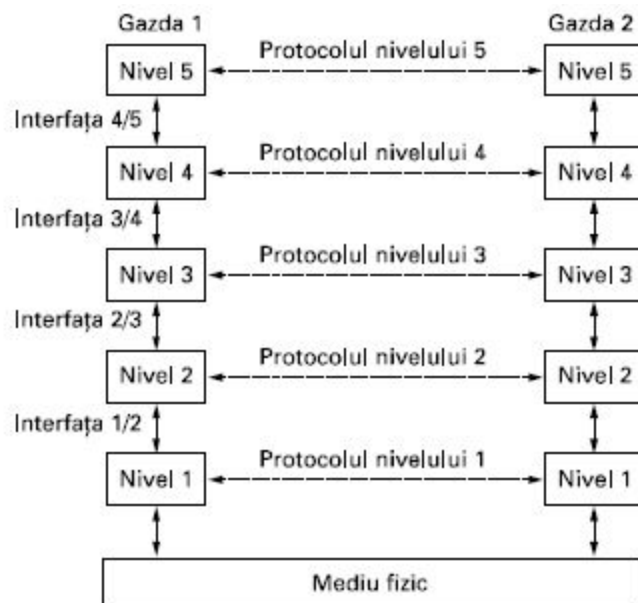 Gazda 1
Gazda 2
Protocolul nivelului 5
Nivel 5
Nivel 5
Interfața 4/5
Protocolul nivelului 4
Nivel 4
Nivel 4
Interfața 3/4
Protocolul nivelului 3
Nivel 3
Nivel 3
Interfața 2/3
Protocolul nivelului 2
Nivel 2
Nivel 2
Interfața 1/2
Protocolul nivelului 1
Nivel 1
Nivel 1
Mediu fizic